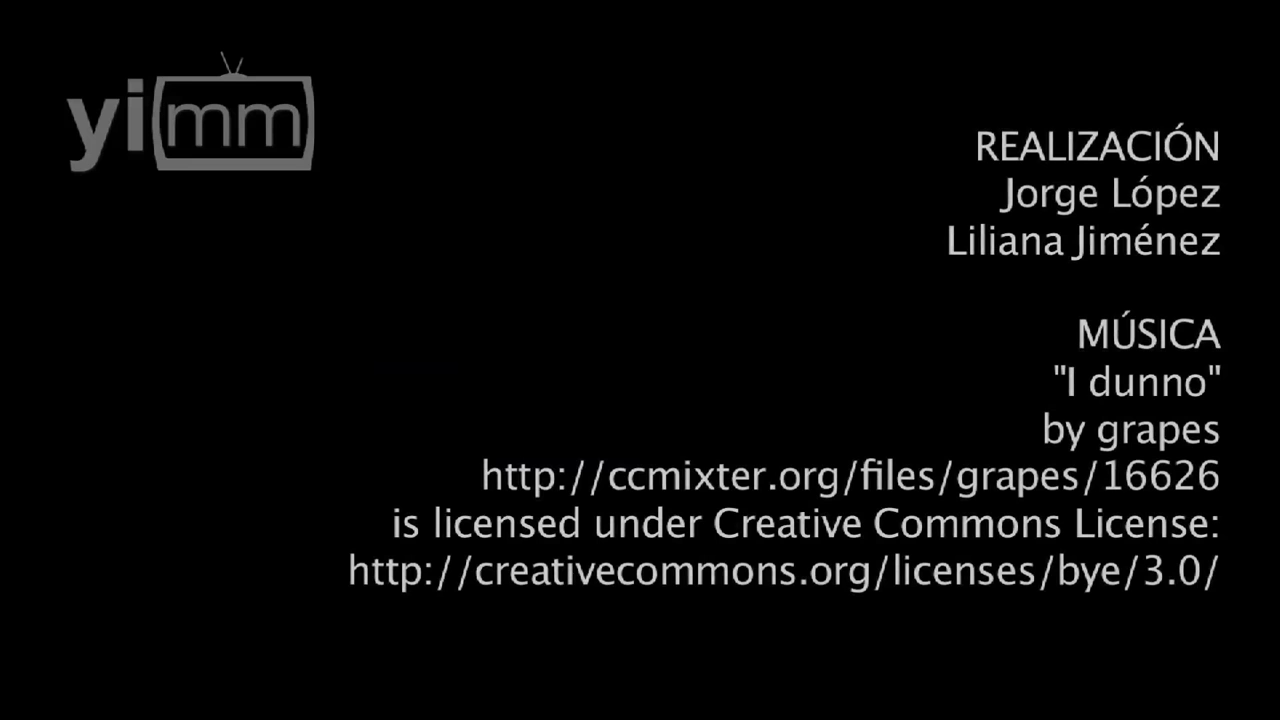 yimm
REALIZACIÓN
Jorge López
Liliana Jiménez
MÚSICA
"I dunno"
by grapes
http://ccmixter.org/files/grapes/16626
is licensed under Creative Commons License:
http://creativecommons.org/licenses/bye/3.0/